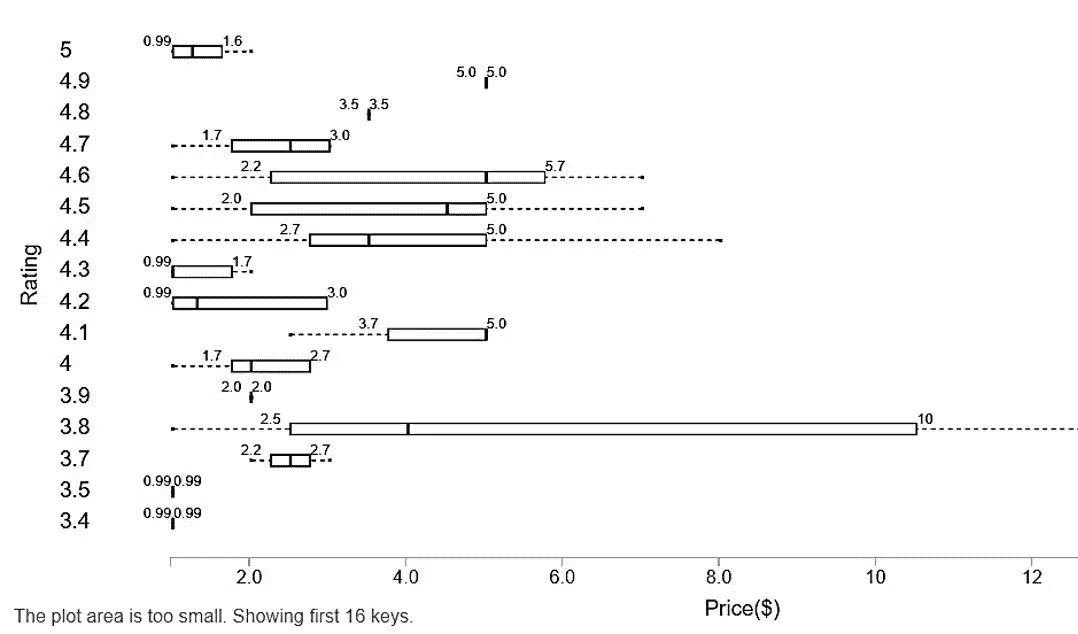 5 0.99 1.6
4.9 5.0 5.0
4.8 3.5 3.5
4.7 1.7 3.0
4.6 2.2 5.7
4.5 2.0 5.0
4.4 2.7 5.0
4.3 0.99 1.7
4.2 0.99 3.0
4.1 3.7 5.0
4 1.7 2.7
3.9 2.0 2.0
3.8 2.5 10
3.7 2.2 2.7
3.5 0.99 0.99
3.4 0.99 0.99
Rating
2.0 4.0 6.0 8.0 10 12
Price($)
The plot area is too small. Showing first 16 keys.